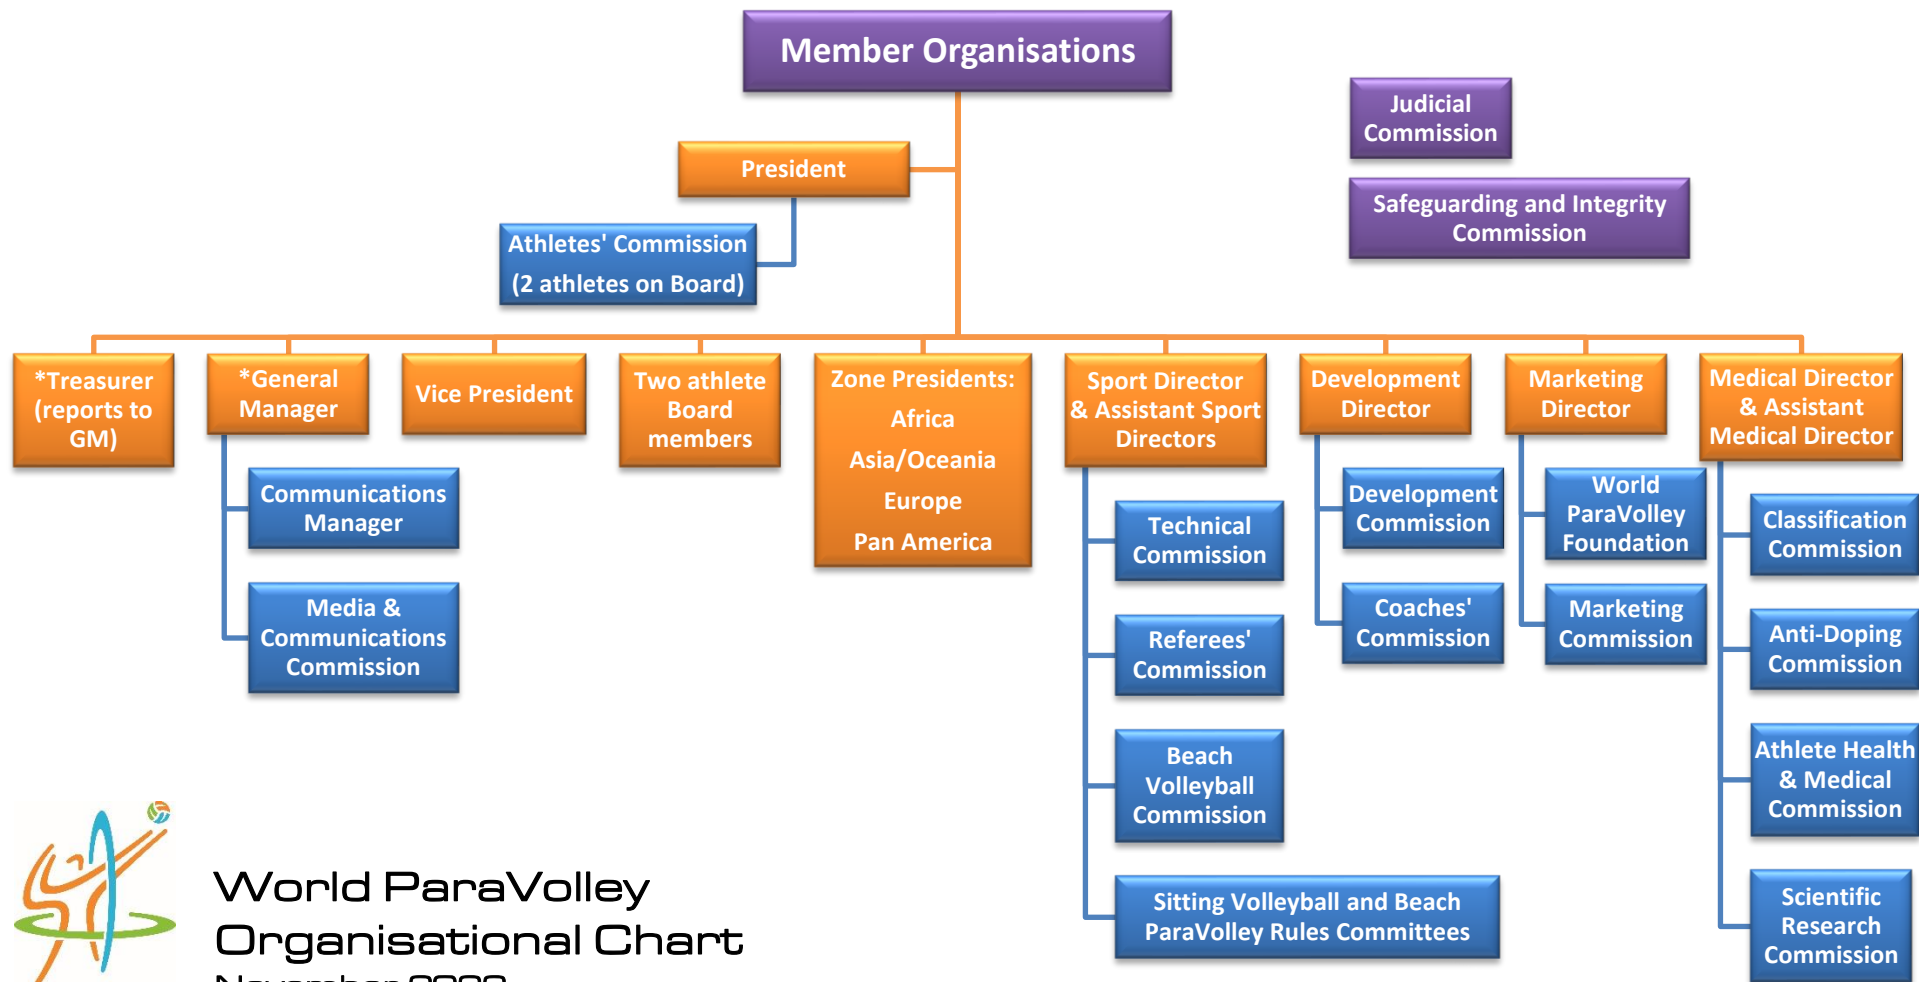 Member Organisations
Judicial
Commission
President
Safeguarding and Integrity
Commission
Athletes' Commission
(2 athletes on Board)
*Treasurer
(reports to
GM)
*General
Manager
Vice President
Two athlete
Board
members
Zone Presidents:
Africa
Asia/Oceania
Europe
Pan America
Sport Director
& Assistant Sport
Directors
Development
Director
Marketing
Director
Medical Director
& Assistant
Medical Director
Communications
Manager
Media &
Communications
Commission
Technical
Commission
Referees'
Commission
Beach
Volleyball
Commission
Sitting Volleyball and Beach
ParaVolley Rules Committees
Development
Commission
Coaches'
Commission
World
ParaVolley
Foundation
Marketing
Commission
Classification
Commission
Anti-Doping
Commission
Athlete Health
& Medical
Commission
Scientific
Research
Commission
World ParaVolley
Organisational Chart
November